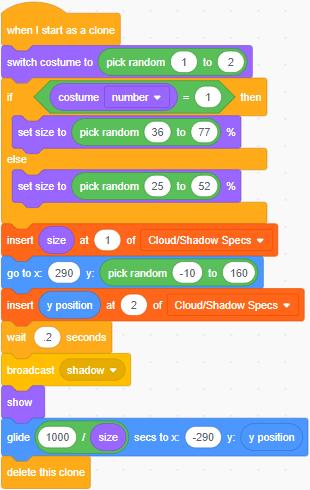 when I start as a clone
switch costume to pick random 1 to 2
if costume number = 1 then
set size to pick random 36 to 77 %
else
set size to pick random 25 to 52 %
insert size at 1 of Cloud/Shadow Specs
go to x: 290 y: pick random -10 to 160
insert y position at 2 of Cloud/Shadow Specs
wait .2 seconds
broadcast shadow
show
glide 1000 / size secs to x: -290 y: y position
delete this clone